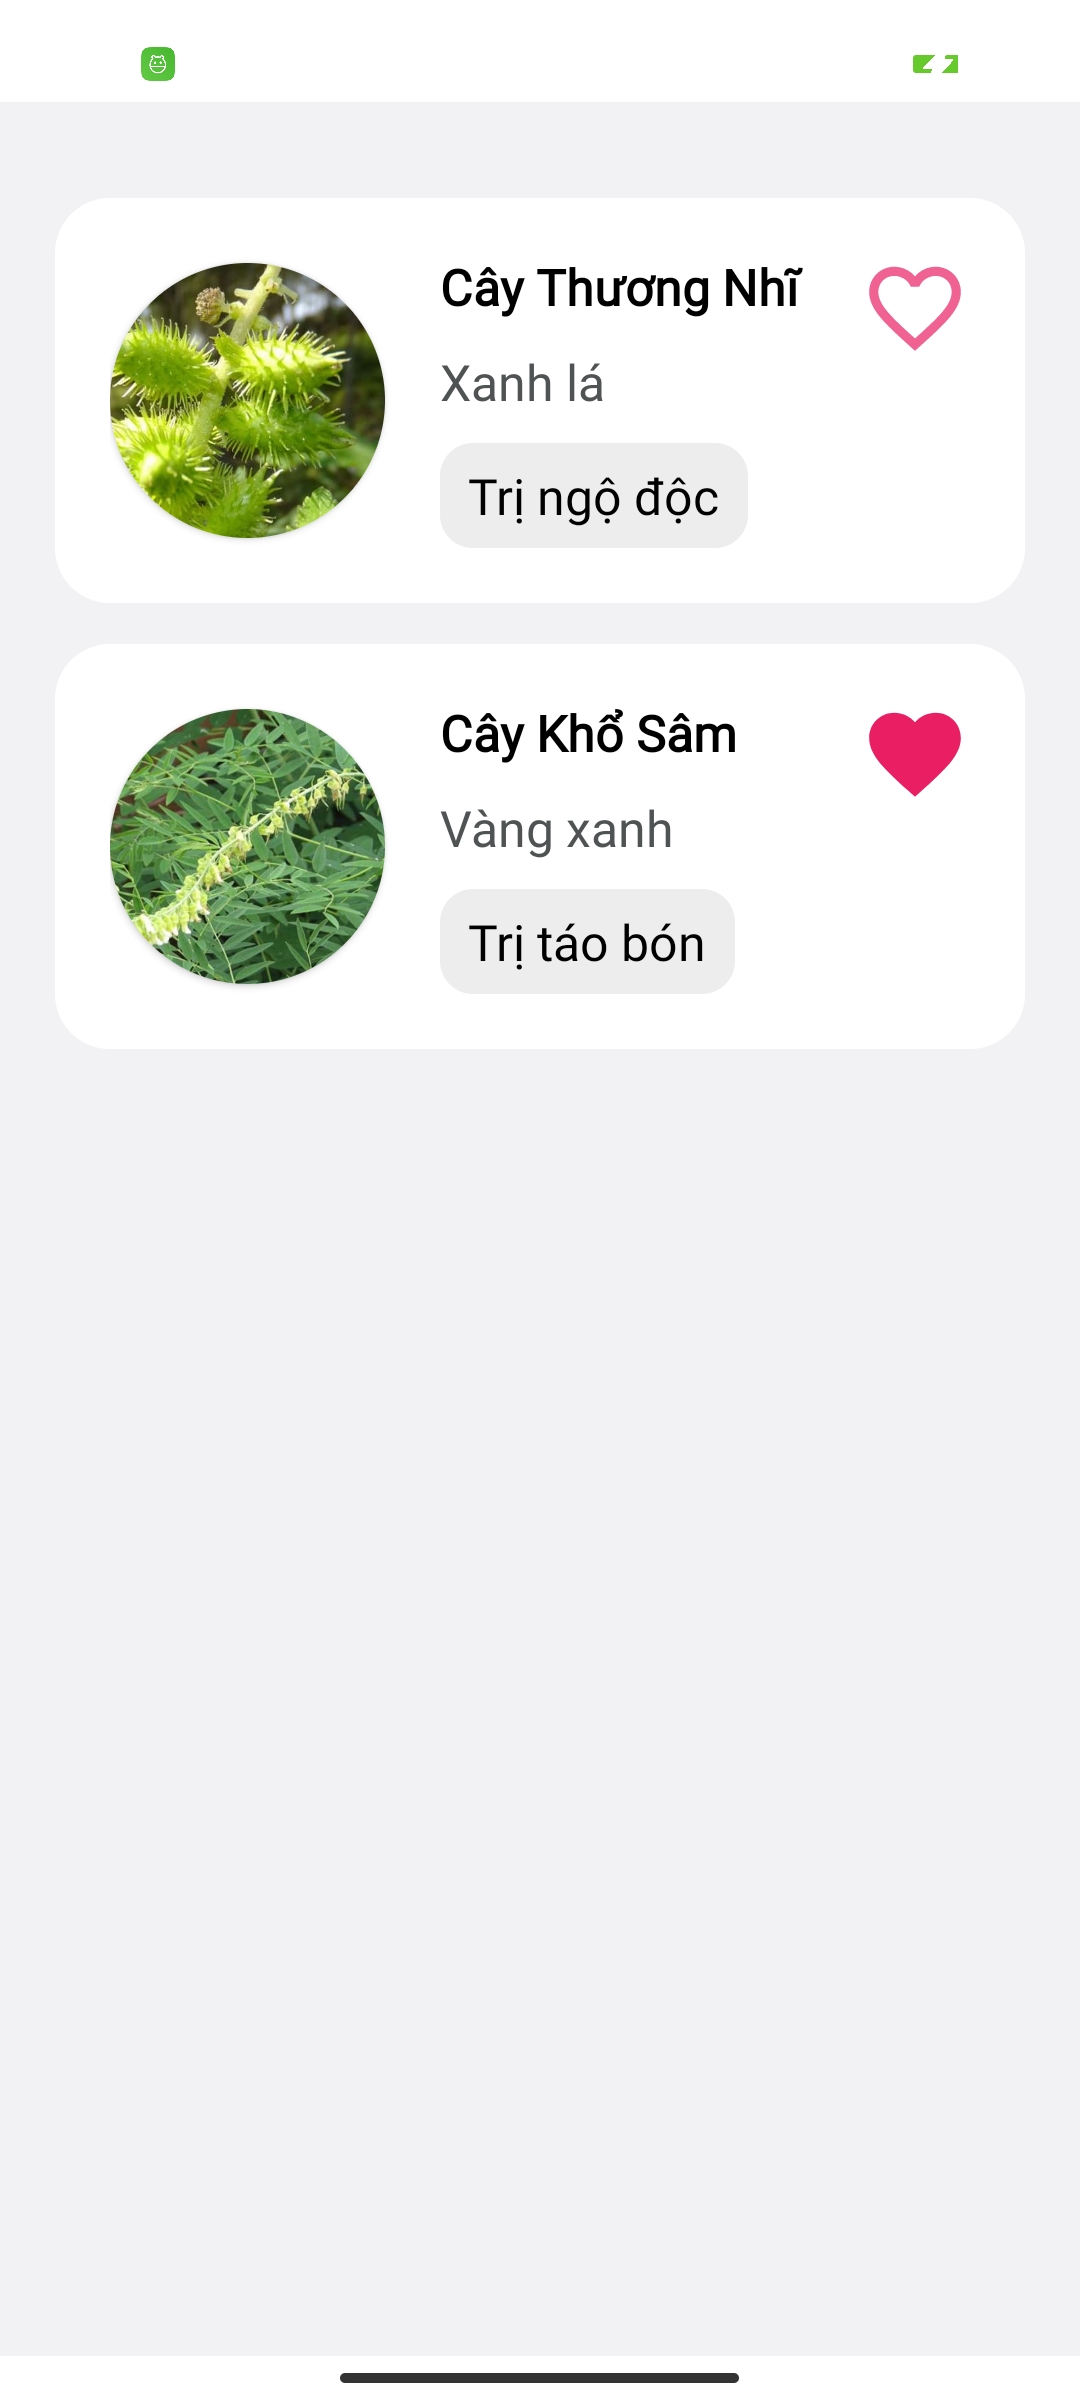 Cây Thương Nhĩ
Xanh lá
Trị ngộ độc
Cây Khổ Sâm
Vàng xanh
Trị táo bón